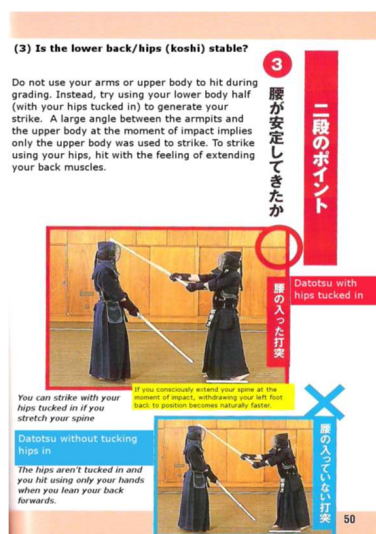 (3) Is the lower back/hips (koshi) stable?
Do not use your arms or upper body to hit during
grading. Instead, try using your lower body half
(with your hips tucked in) to generate your
strike. A large angle between the armpits and
the upper body at the moment of impact implies
only the upper body was used to strike. To strike
using your hips, hit with the feeling of extending
your back muscles.
3
腰が安定してきたか
二段のポイント
Datotsu with
hips tucked in
腰の入った打突
You can strike with your
hips tucked in if you
stretch your spine
If you consciously extend your spine at the
moment of impact, withdrawing your left foot
back to position becomes naturally faster.
Datotsu without tucking
hips in
The hips aren't tucked in and
you hit using only your hands
when you lean your back
forwards.
腰の入っていない打突
50